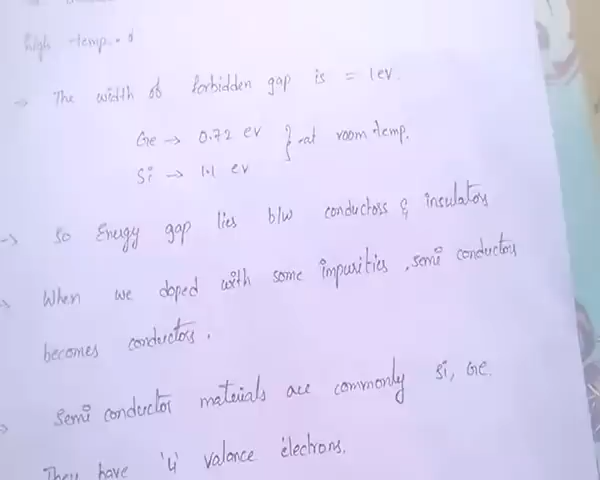 high temp.
→ The width of forbidden gap is = 1ev.
Ge → 0.72 ev } at room temp.
Si → 1.1 ev
→ so Energy gap lies b/w conductors & insulators
→ When we doped with some impurities, semi conductors
becomes conductors.
→ Semi conductor materials are commonly si, Ge.
They have '4' valance electrons.